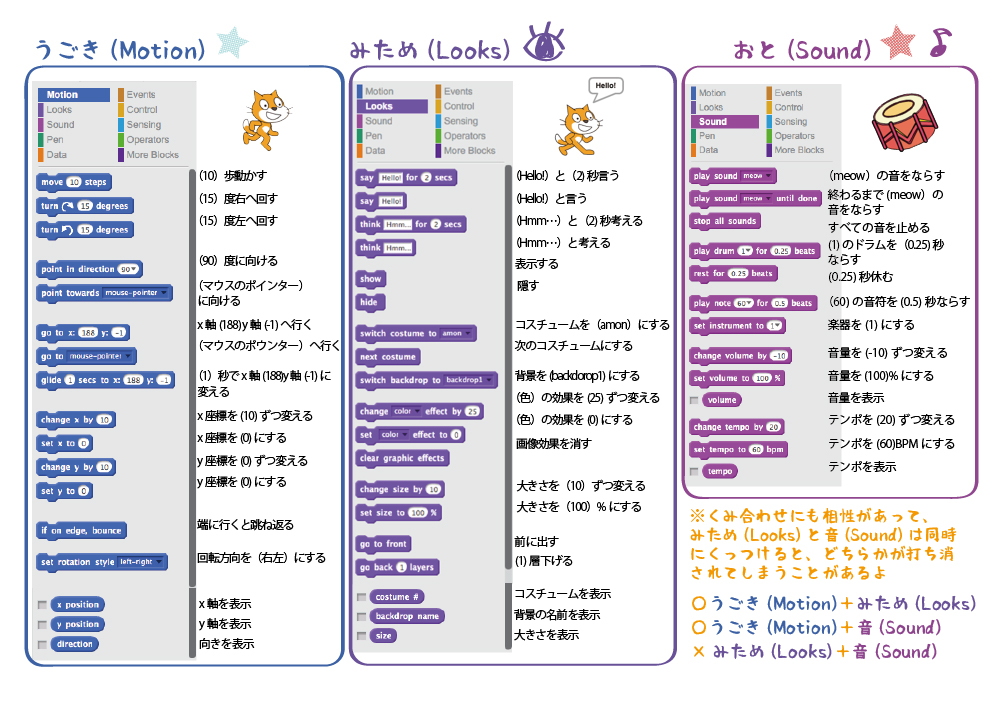 うごき (Motion)
Motion
Looks
Sound
Pen
Data
Events
Control
Sensing
Operators
More Blocks
move 10 steps
(10) 歩動かす
turn 15 degrees
(15) 度右へ回す
turn 15 degrees
(15) 度左へ回す
point in direction 90▼
(90) 度に向ける
point towards mouse-pointer
(マウスのポインター)
に向ける
go to x: 188 y: -1
x 軸 (188) y 軸 (-1) へ行く
go to mouse-pointer
(マウスのポウンター) へ行く
glide 1 secs to x: 188 y: -1
(1) 秒で x 軸 (188)y 軸 (-1) に
変える
change x by 10
x 座標を (10) ずつ変える
set x to 0
x 座標を (0) にする
change y by 10
y 座標を (0) ずつ変える
set y to 0
y 座標を (0) にする
if on edge, bounce
端に行くと跳ね返る
set rotation style left-right
回転方向を (右左) にする
x position
x 軸を表示
y position
y 軸を表示
direction
向きを表示
みため (Looks)
Motion
Looks
Sound
Pen
Data
Events
Control
Sensing
Operators
More Blocks
Hello!
say Hello! for 2 secs
(Hello!) と (2) 秒言う
say Hello!
(Hello!) と言う
think Hmm... for 2 secs
(Hmm…) と (2) 秒考える
think Hmm...
(Hmm…) と考える
show
表示する
hide
隠す
switch costume to amon
コスチュームを (amon) にする
next costume
次のコスチュームにする
switch backdrop to backdrop1
背景を (backdorop1) にする
change color effect by 25
(色) の効果を (25) ずつ変える
set color effect to 0
(色) の効果を (0) にする
clear graphic effects
画像効果を消す
change size by 10
大きさを (10) ずつ変える
set size to 100 %
大きさを (100) % にする
go to front
前に出す
go back 1 layers
(1) 層下げる
costume #
コスチュームを表示
backdrop name
背景の名前を表示
size
大きさを表示
おと (Sound)
Motion
Looks
Sound
Pen
Data
Events
Control
Sensing
Operators
More Blocks
play sound meow
(meow) の音をならす
play sound meow until done
終わるまで (meow) の
音をならす
stop all sounds
すべての音を止める
play drum 1▼ for 0.25 beats
(1) のドラムを (0.25) 秒
ならす
rest for 0.25 beats
(0.25) 秒休む
play note 60▼ for 0.5 beats
(60) の音符を (0.5) 秒ならす
set instrument to 1▼
楽器を (1) にする
change volume by -10
音量を (-10) ずつ変える
set volume to 100 %
音量を (100)% にする
volume
音量を表示
change tempo by 20
テンポを (20) ずつ変える
set tempo to 60 bpm
テンポを (60)BPM にする
tempo
テンポを表示
※くみ合わせにも相性があって、
みため (Looks) と音 (Sound) は同時
にくっつけると、どちらかが打ち消
されてしまうことがあるよ
○うごき (Motion)＋みため (Looks)
○うごき (Motion)＋音 (Sound)
× みため (Looks)＋音 (Sound)